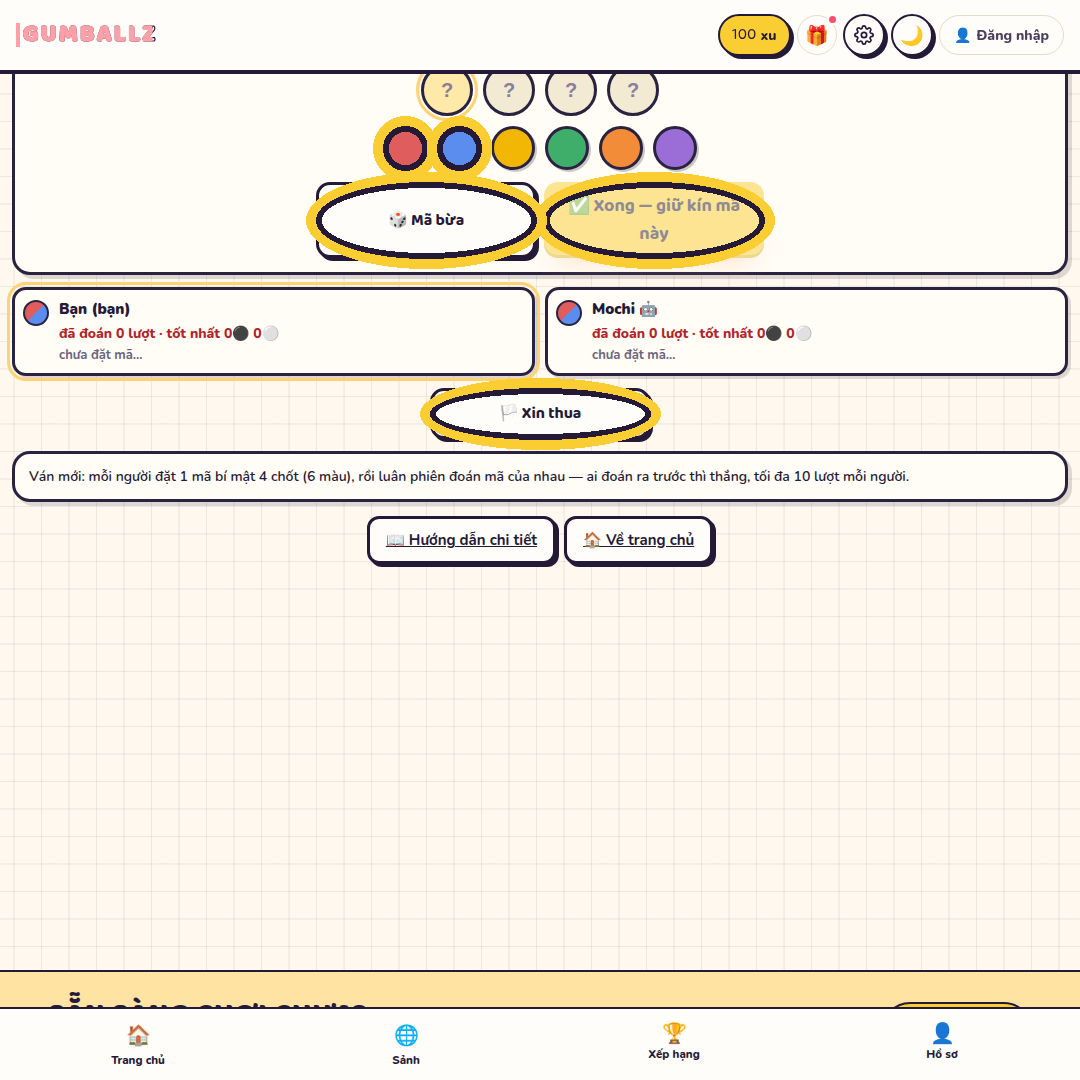 GUMBALLZ
100 xu
Đăng nhập
? ? ? ?
Mã bừa
Xong — giữ kín mã
này
Bạn (bạn)
đã đoán 0 lượt · tốt nhất 0 0
chưa đặt mã...
Mochi
đã đoán 0 lượt · tốt nhất 0 0
chưa đặt mã...
Xin thua
Ván mới: mỗi người đặt 1 mã bí mật 4 chốt (6 màu), rồi luân phiên đoán mã của nhau — ai đoán ra trước thì thắng, tối đa 10 lượt mỗi người.
Hướng dẫn chi tiết
Về trang chủ
Trang chủ
Sảnh
Xếp hạng
Hồ sơ